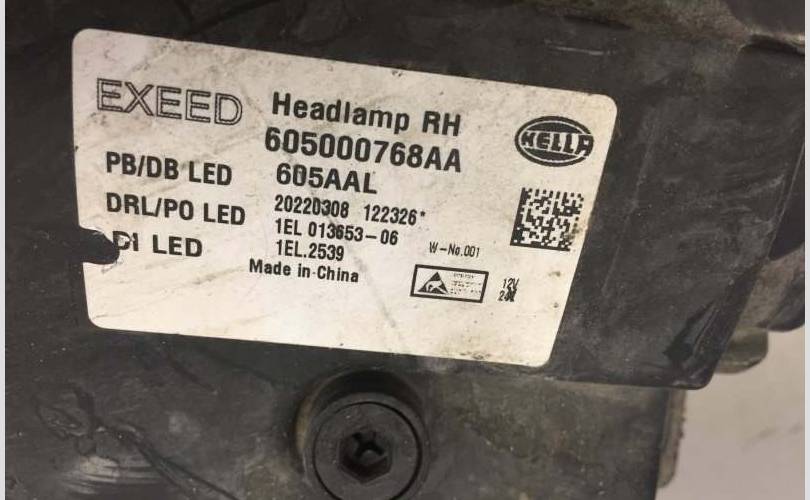 EXEED
Headlamp RH
605000768AA
HELLA
PB/DB LED
605AAL
DRL/PO LED
20220308 122326*
DI LED
1EL 013653-06
1EL.2539
W-No.001
Made in China
12V